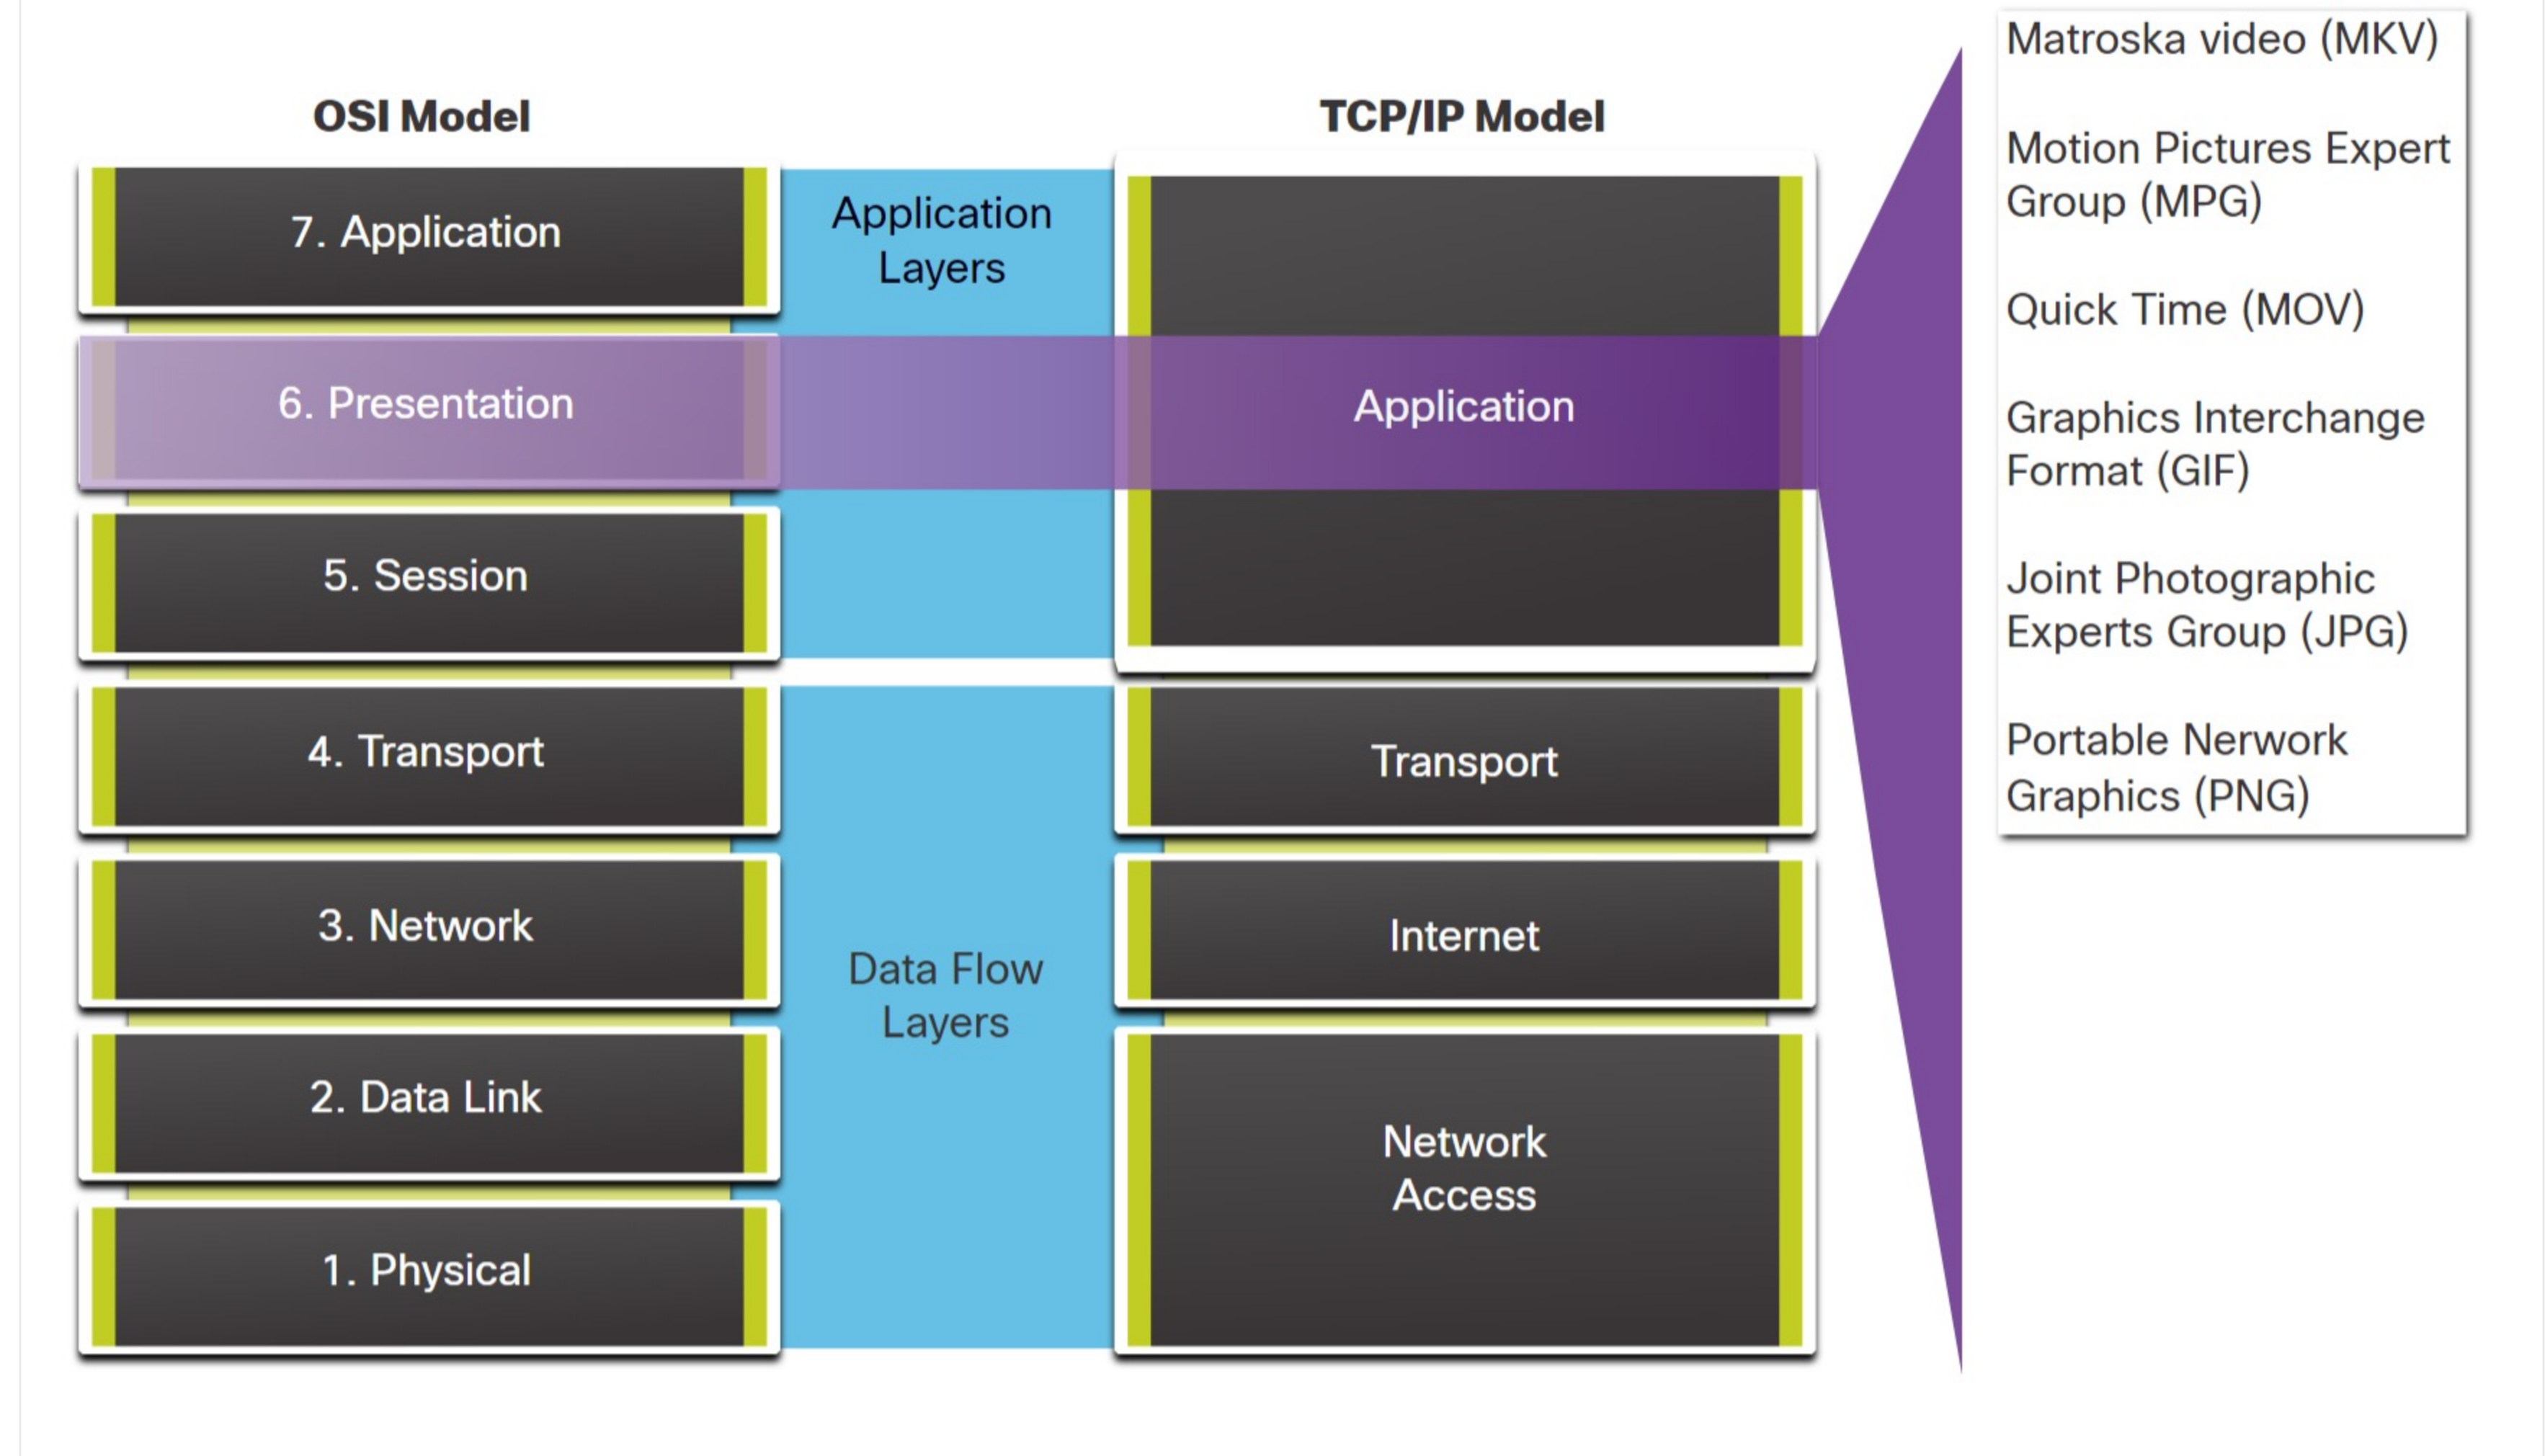 OSI Model
7. Application
6. Presentation
5. Session
4. Transport
3. Network
2. Data Link
1. Physical
Application
Layers
Data Flow
Layers
TCP/IP Model
Application
Transport
Internet
Network
Access
Matroska video (MKV)
Motion Pictures Expert
Group (MPG)
Quick Time (MOV)
Graphics Interchange
Format (GIF)
Joint Photographic
Experts Group (JPG)
Portable Nerwork
Graphics (PNG)